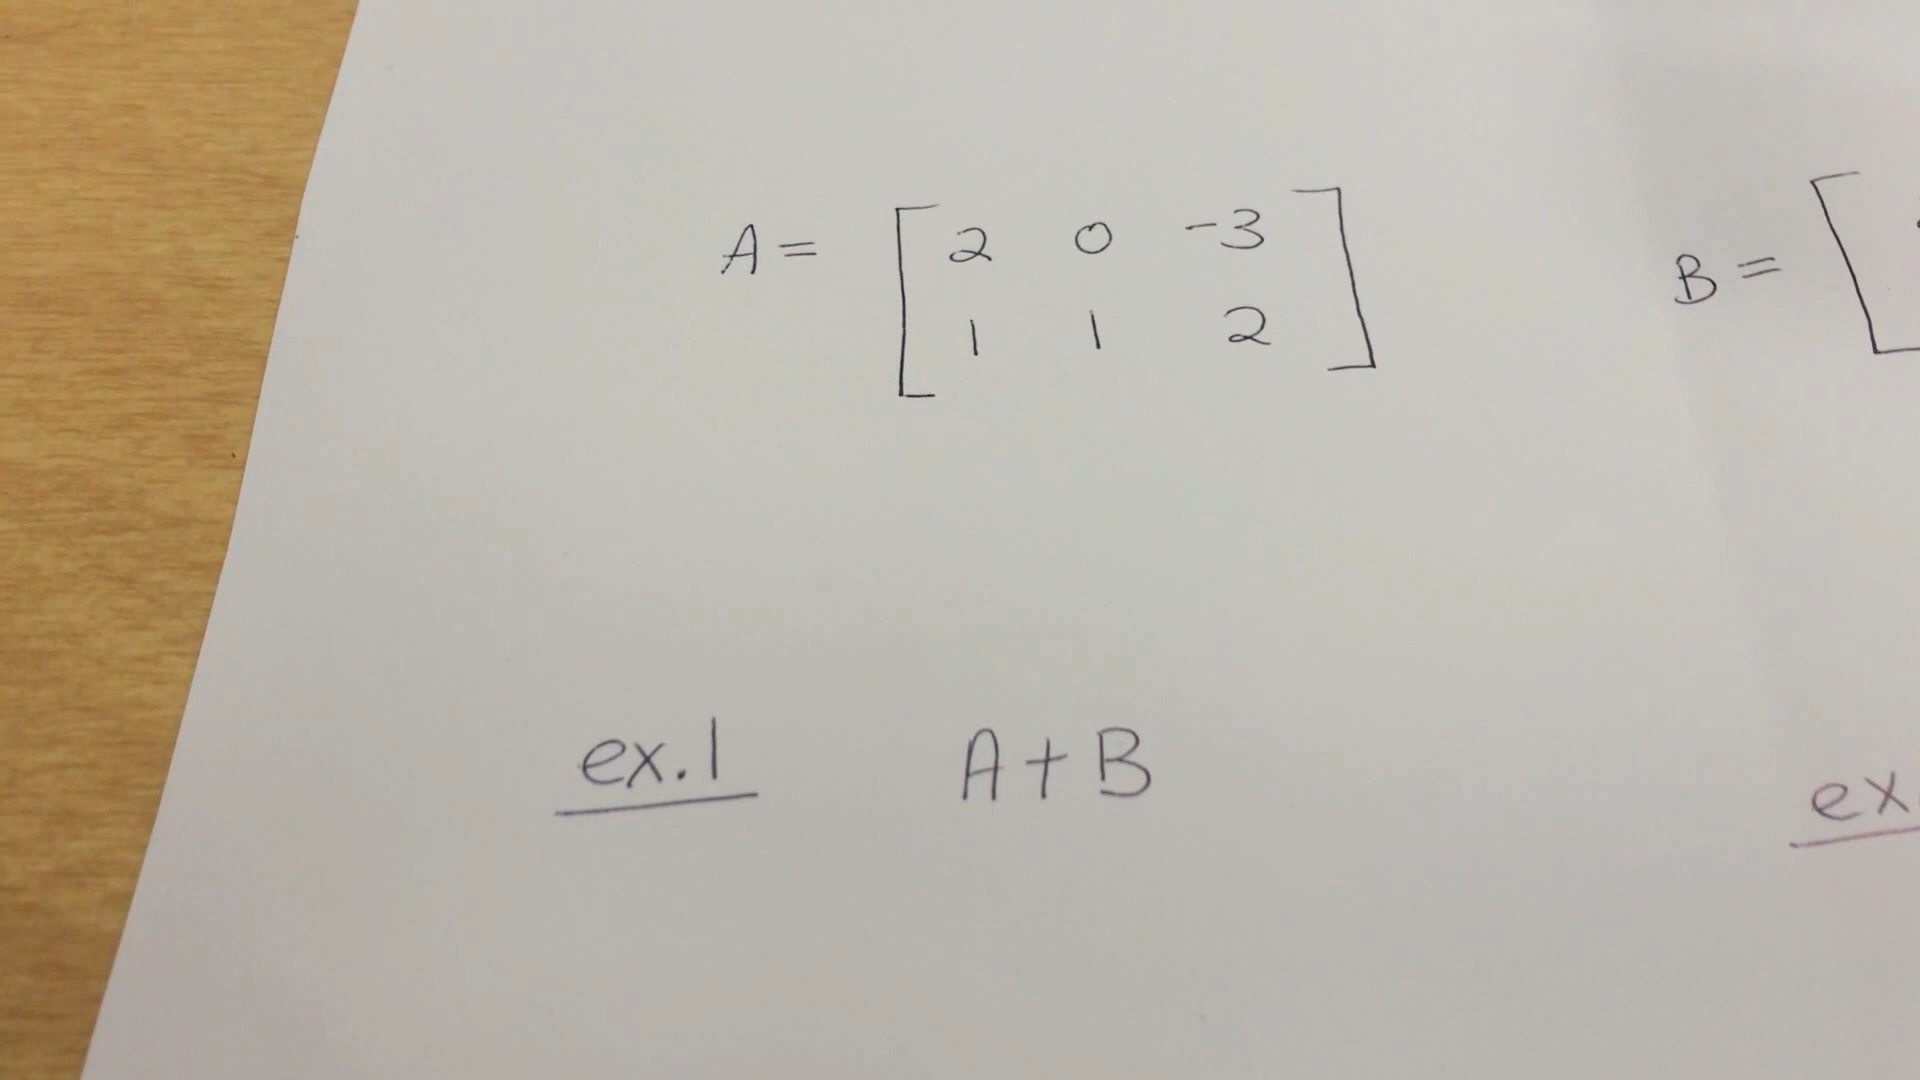 A = [ 2 0 -3 B = [
1 1 2 ]
ex.1 A + B ex.